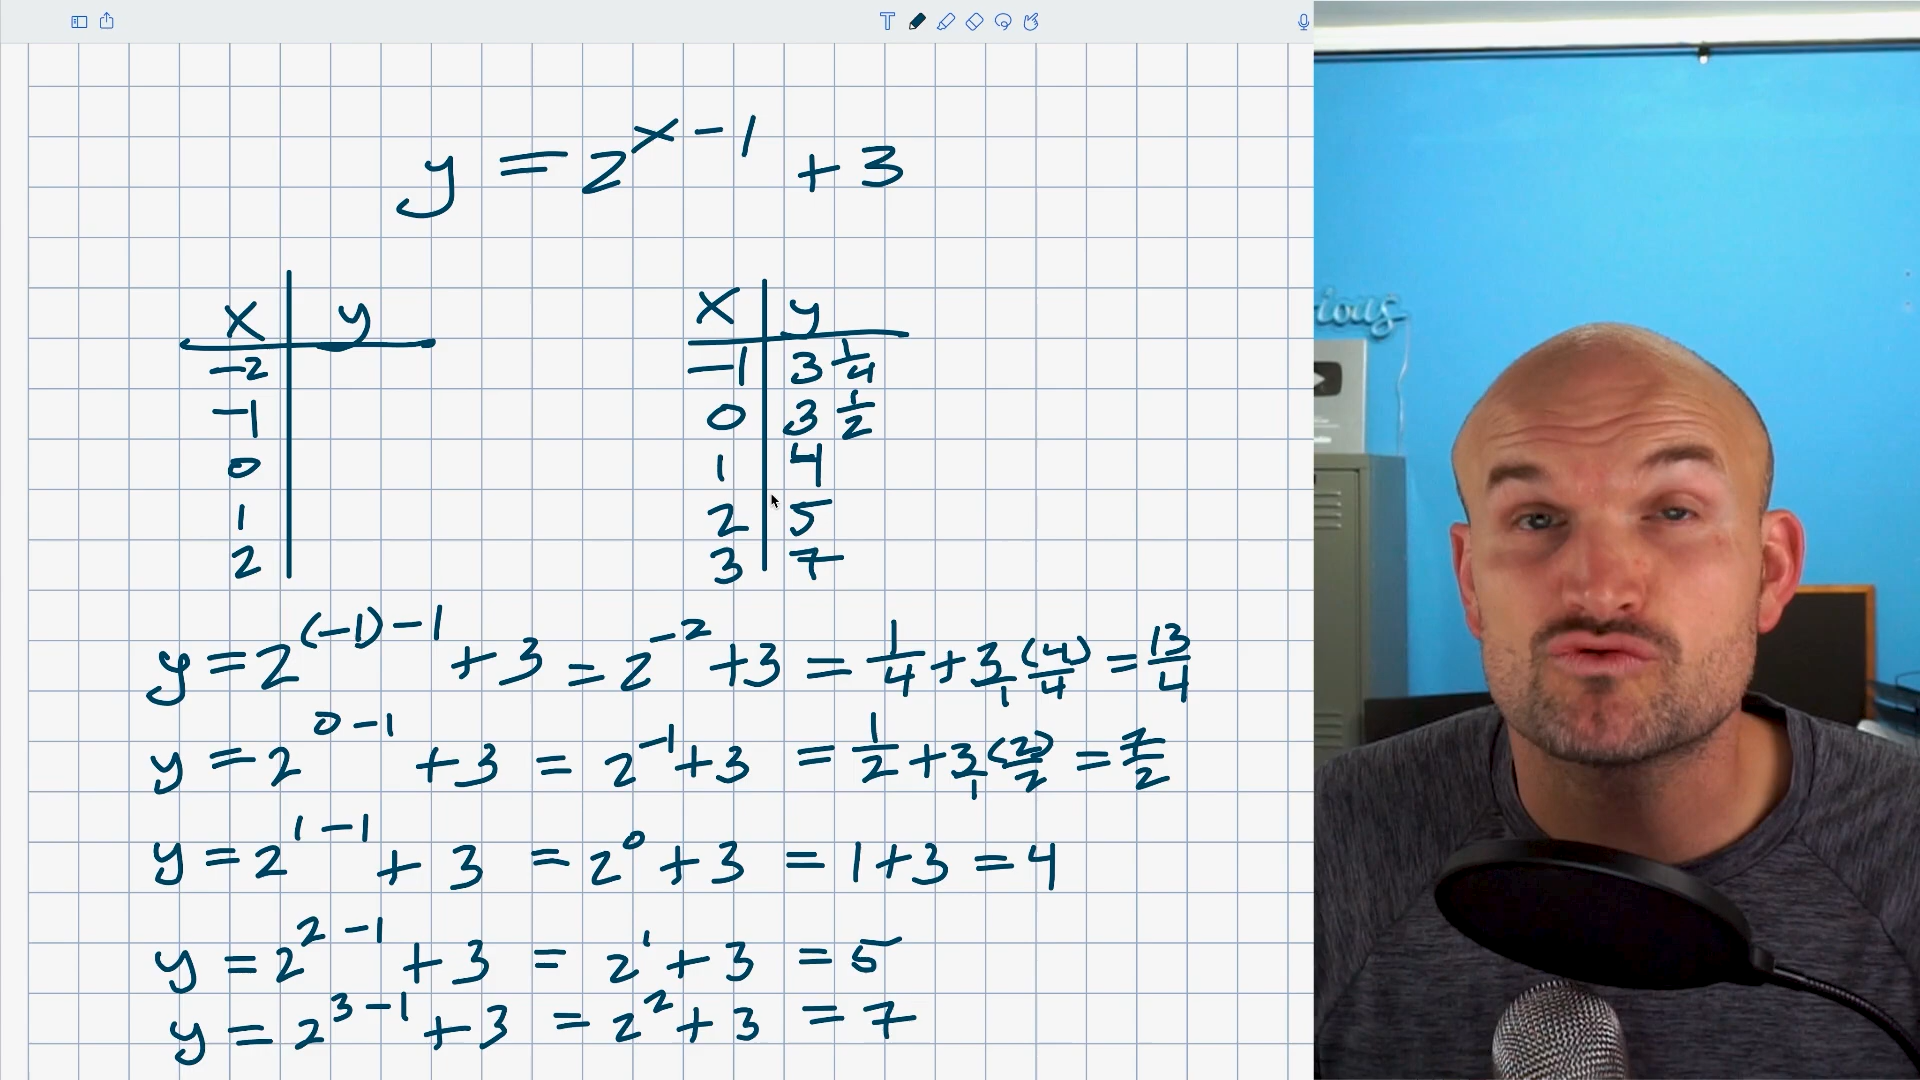 y = 2^{x-1} + 3
x | y
-2 |
-1 |
0 |
1 |
2 |
x | y
-1 | 3 1/4
0 | 3 1/2
1 | 4
2 | 5
3 | 7
y = 2^{(-1)-1} + 3 = 2^{-2} + 3 = 1/4 + 3/1 (4)/4 = 13/4
y = 2^{0-1} + 3 = 2^{-1} + 3 = 1/2 + 3/1 (2/2) = 7/2
y = 2^{1-1} + 3 = 2^0 + 3 = 1 + 3 = 4
y = 2^{2-1} + 3 = 2^1 + 3 = 5
y = 2^{3-1} + 3 = 2^2 + 3 = 7
ious